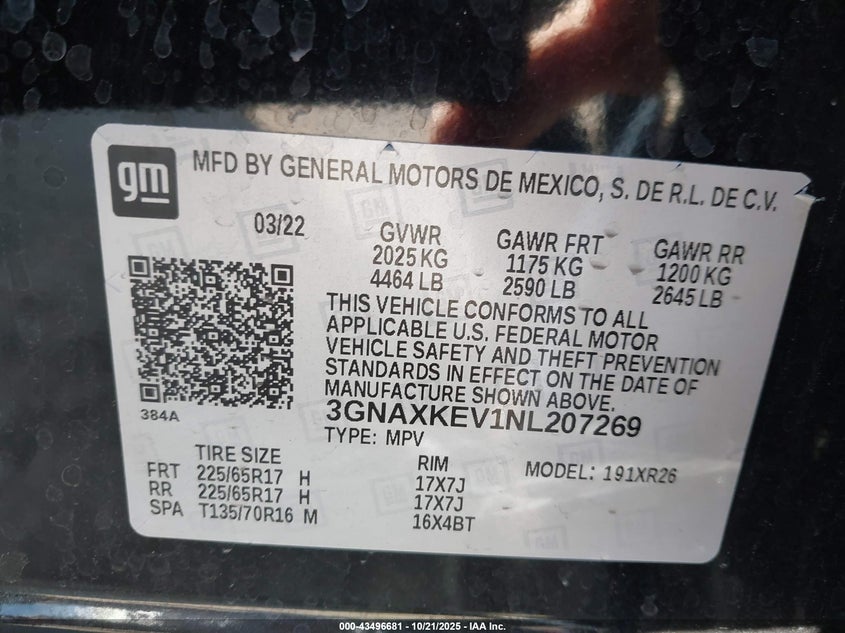 gm
MFD BY GENERAL MOTORS DE MEXICO, S. DE R.L. DE C.V.
03/22
GVWR
2025 KG
4464 LB
GAWR FRT
1175 KG
2590 LB
GAWR RR
1200 KG
2645 LB
THIS VEHICLE CONFORMS TO ALL
APPLICABLE U.S. FEDERAL MOTOR
VEHICLE SAFETY AND THEFT PREVENTION
STANDARDS IN EFFECT ON THE DATE OF
MANUFACTURE SHOWN ABOVE.
3GNAXKEV1NL207269
TYPE: MPV
384A
TIRE SIZE RIM MODEL: 191XR26
FRT 225/65R17 H 17X7J
RR 225/65R17 H 17X7J
SPA T135/70R16 M 16X4BT
000-43496681 - 10/21/2025 - IAA Inc.